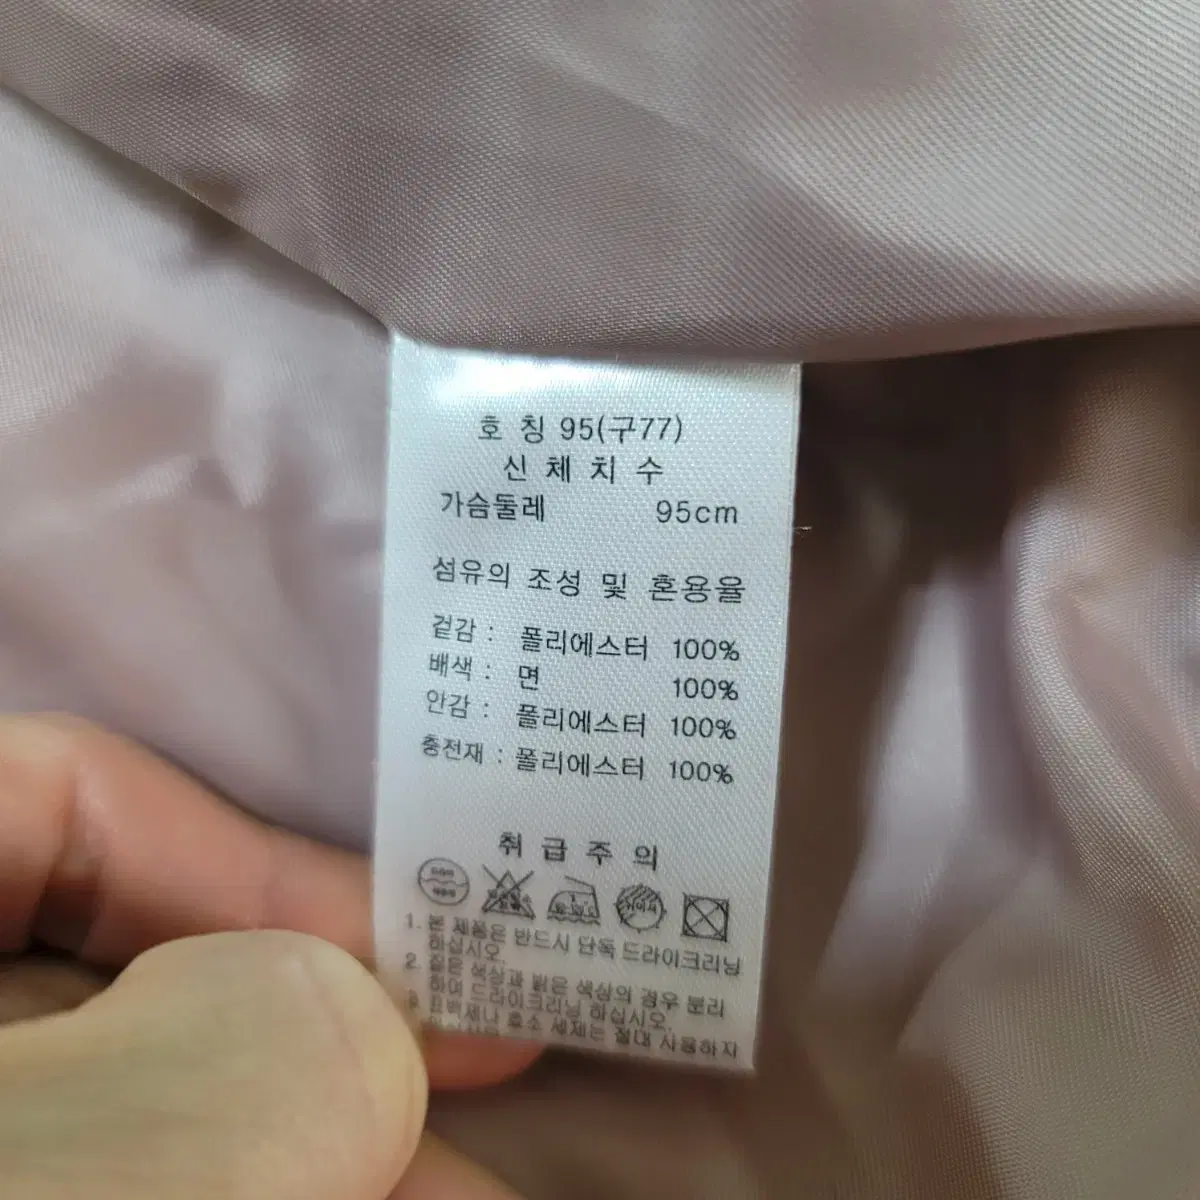 호 칭 95(구77)
신 체 치 수
가슴둘레 95cm
섬유의 조성 및 혼용율
겉감 : 폴리에스터 100%
배색 : 면 100%
안감 : 폴리에스터 100%
충전재 : 폴리에스터 100%
취 급 주 의
드라이
1. 본 제품은 반드시 단독 드라이크리닝
하십시오.
2. 짙은 색상과 밝은 색상의 경우 분리
하여 드라이크리닝 하십시오.
3. 표백제나 효소 세제는 절대 사용하지